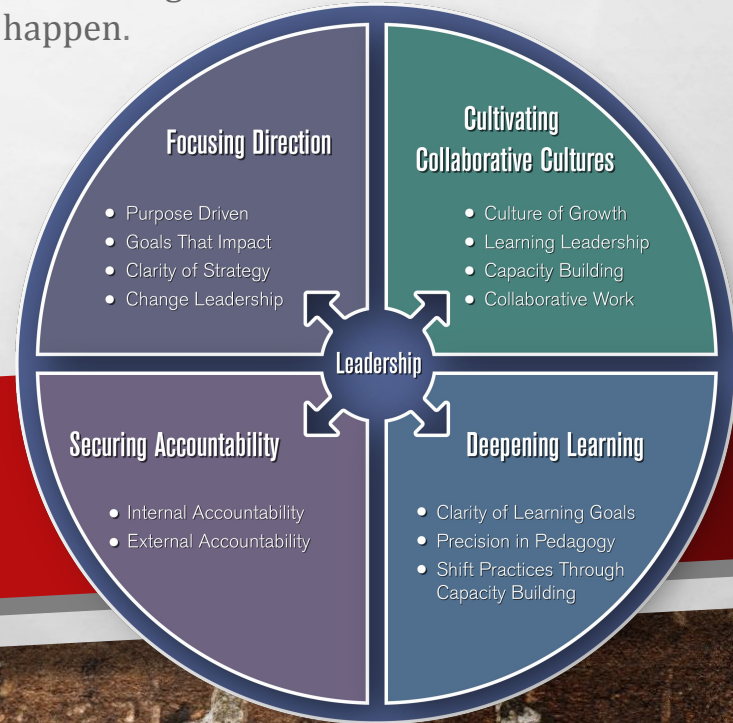 happen.
Focusing Direction
• Purpose Driven
• Goals That Impact
• Clarity of Strategy
• Change Leadership
Cultivating
Collaborative Cultures
• Culture of Growth
• Learning Leadership
• Capacity Building
• Collaborative Work
Leadership
Securing Accountability
• Internal Accountability
• External Accountability
Deepening Learning
• Clarity of Learning Goals
• Precision in Pedagogy
• Shift Practices Through
Capacity Building